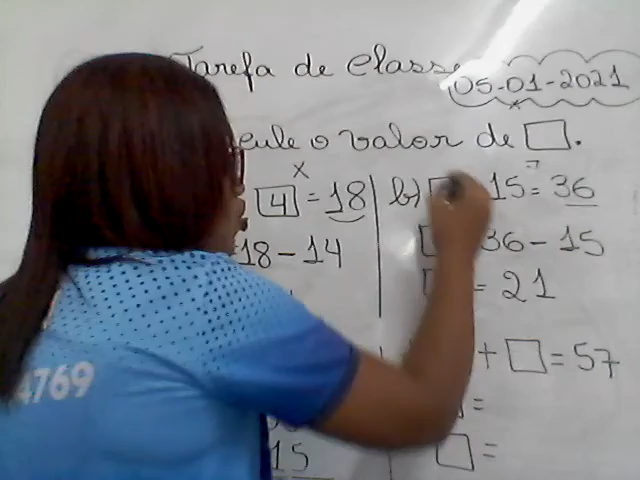 Tarefa de Classe
05-01-2021
o valor de □.
4 = 18
18 - 14
b) 15 = 36
36 - 15
= 21
+ □ = 57
=
□ =
15
4769